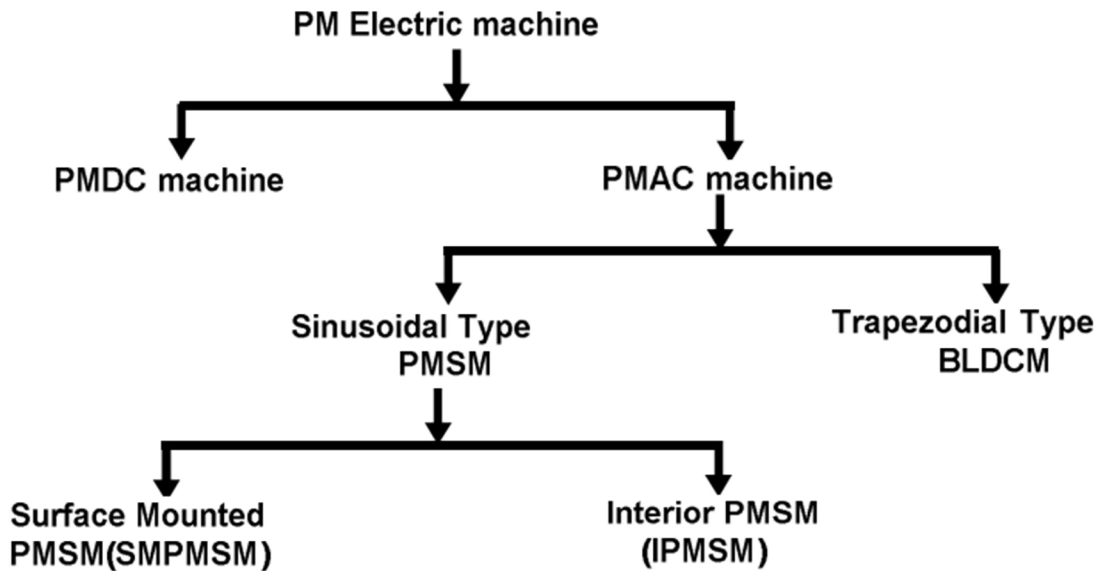 PM Electric machine
PMDC machine
PMAC machine
Sinusoidal Type
PMSM
Trapezodial Type
BLDCM
Surface Mounted
PMSM(SMPMSM)
Interior PMSM
(IPMSM)